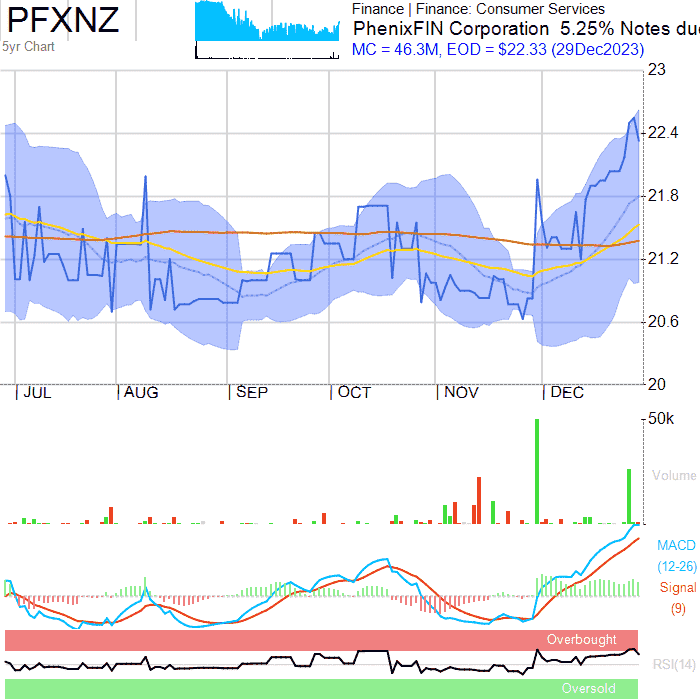 PFXNZ
5yr Chart
Finance | Finance: Consumer Services
PhenixFIN Corporation 5.25% Notes du
MC = 46.3M, EOD = $22.33 (29Dec2023)
23
22.4
21.8
21.2
20.6
20
JUL AUG SEP OCT NOV DEC
50k
Volume
MACD
(12-26)
Signal
(9)
Overbought
RSI(14)
Oversold